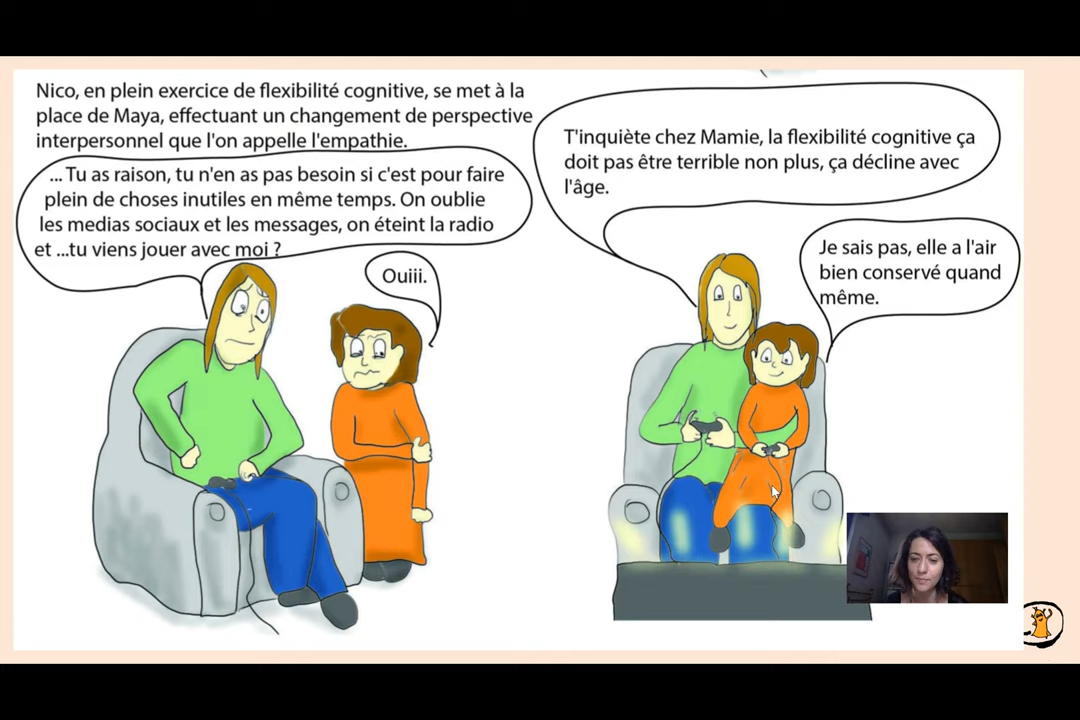 Nico, en plein exercice de flexibilité cognitive, se met à la
place de Maya, effectuant un changement de perspective
interpersonnel que l'on appelle l'empathie.
... Tu as raison, tu n'en as pas besoin si c'est pour faire
plein de choses inutiles en même temps. On oublie
les medias sociaux et les messages, on éteint la radio
et ...tu viens jouer avec moi ?
Ouiii.
T'inquiète chez Mamie, la flexibilité cognitive ça
doit pas être terrible non plus, ça décline avec
l'âge.
Je sais pas, elle a l'air
bien conservé quand
même.